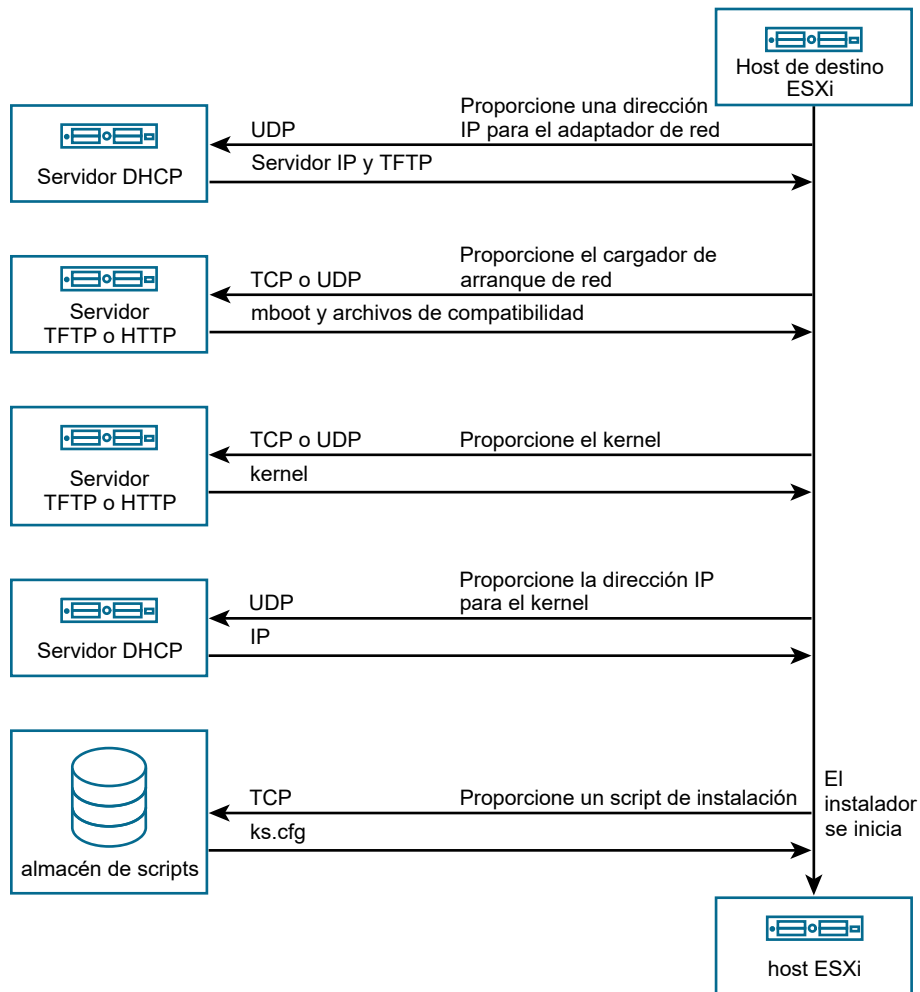 Host de destino
ESXi
Proporcione una dirección
IP para el adaptador de red
UDP
Servidor IP y TFTP
Servidor DHCP
Proporcione el cargador de
arranque de red
TCP o UDP
mboot y archivos de compatibilidad
Servidor
TFTP o HTTP
TCP o UDP
Proporcione el kernel
kernel
Servidor
TFTP o HTTP
Proporcione la dirección IP
para el kernel
UDP
IP
Servidor DHCP
TCP
Proporcione un script de instalación
ks.cfg
almacén de scripts
El
instalador
se inicia
host ESXi